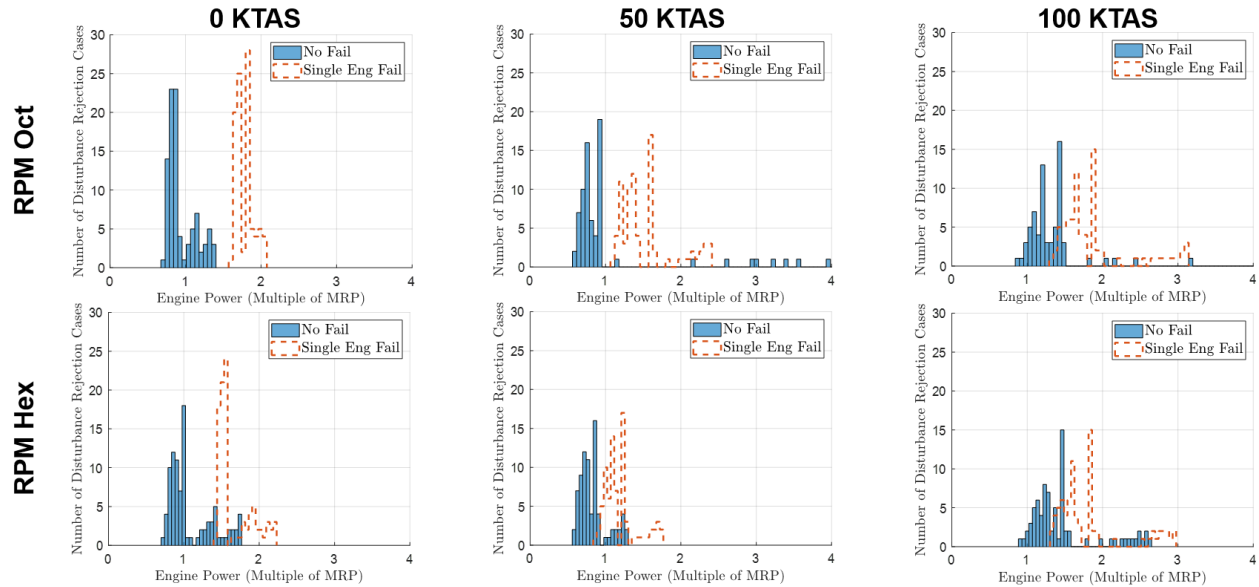 0 KTAS
50 KTAS
100 KTAS
RPM Oct
Number of Disturbance Rejection Cases
30
25
20
15
10
5
0
No Fail
Single Eng Fail
0 1 2 3 4
Engine Power (Multiple of MRP)
Number of Disturbance Rejection Cases
30
25
20
15
10
5
0
No Fail
Single Eng Fail
0 1 2 3 4
Engine Power (Multiple of MRP)
Number of Disturbance Rejection Cases
30
25
20
15
10
5
0
No Fail
Single Eng Fail
0 1 2 3 4
Engine Power (Multiple of MRP)
RPM Hex
Number of Disturbance Rejection Cases
30
25
20
15
10
5
0
No Fail
Single Eng Fail
0 1 2 3 4
Engine Power (Multiple of MRP)
Number of Disturbance Rejection Cases
30
25
20
15
10
5
0
No Fail
Single Eng Fail
0 1 2 3 4
Engine Power (Multiple of MRP)
Number of Disturbance Rejection Cases
30
25
20
15
10
5
0
No Fail
Single Eng Fail
0 1 2 3 4
Engine Power (Multiple of MRP)